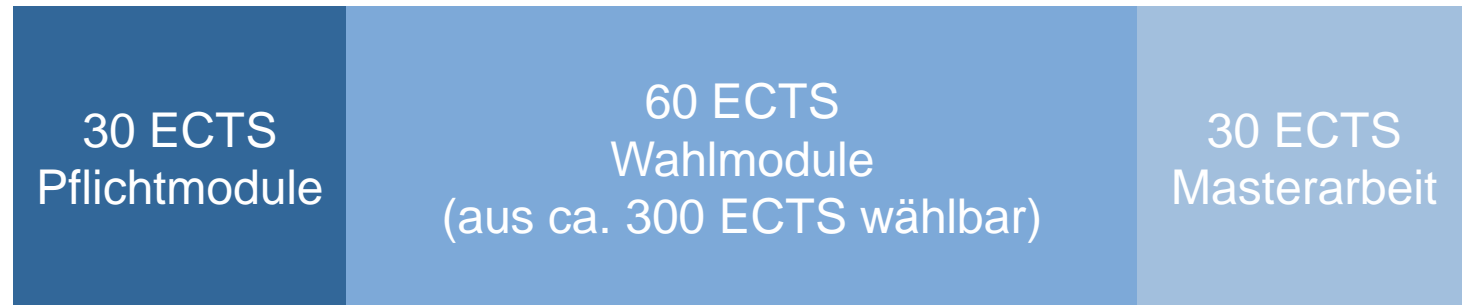 30 ECTS
Pflichtmodule
60 ECTS
Wahlmodule
(aus ca. 300 ECTS wählbar)
30 ECTS
Masterarbeit